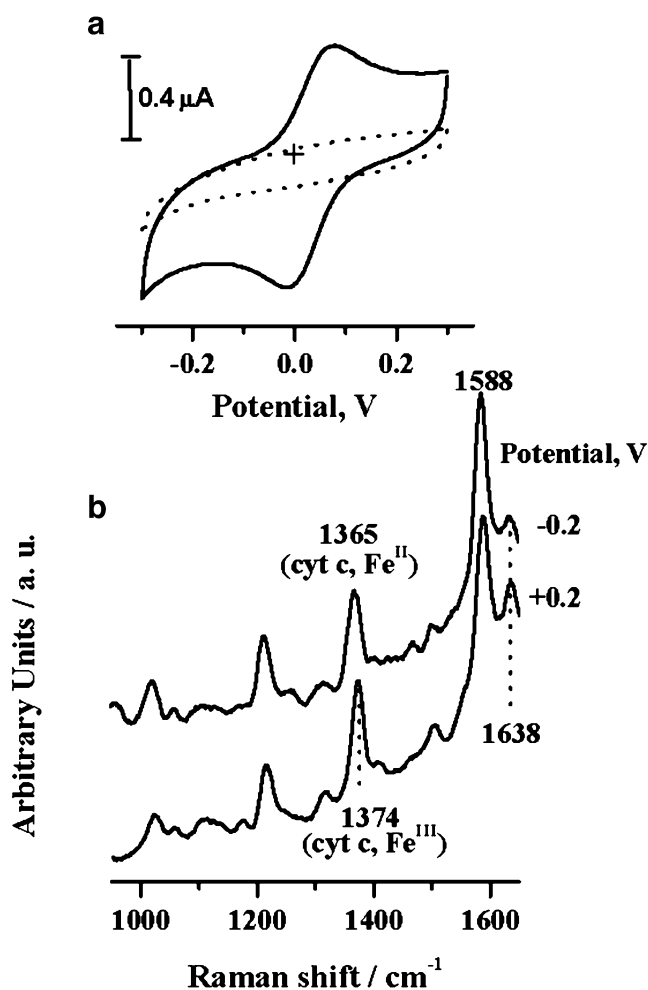 a
0.4 μA
-0.2 0.0 0.2
Potential, V
1588
Potential, V
b
-0.2
1365
(cyt c, Feᴵᴵ)
+0.2
Arbitrary Units / a. u.
1638
1374
(cyt c, Feᴵᴵᴵ)
1000 1200 1400 1600
Raman shift / cm⁻¹